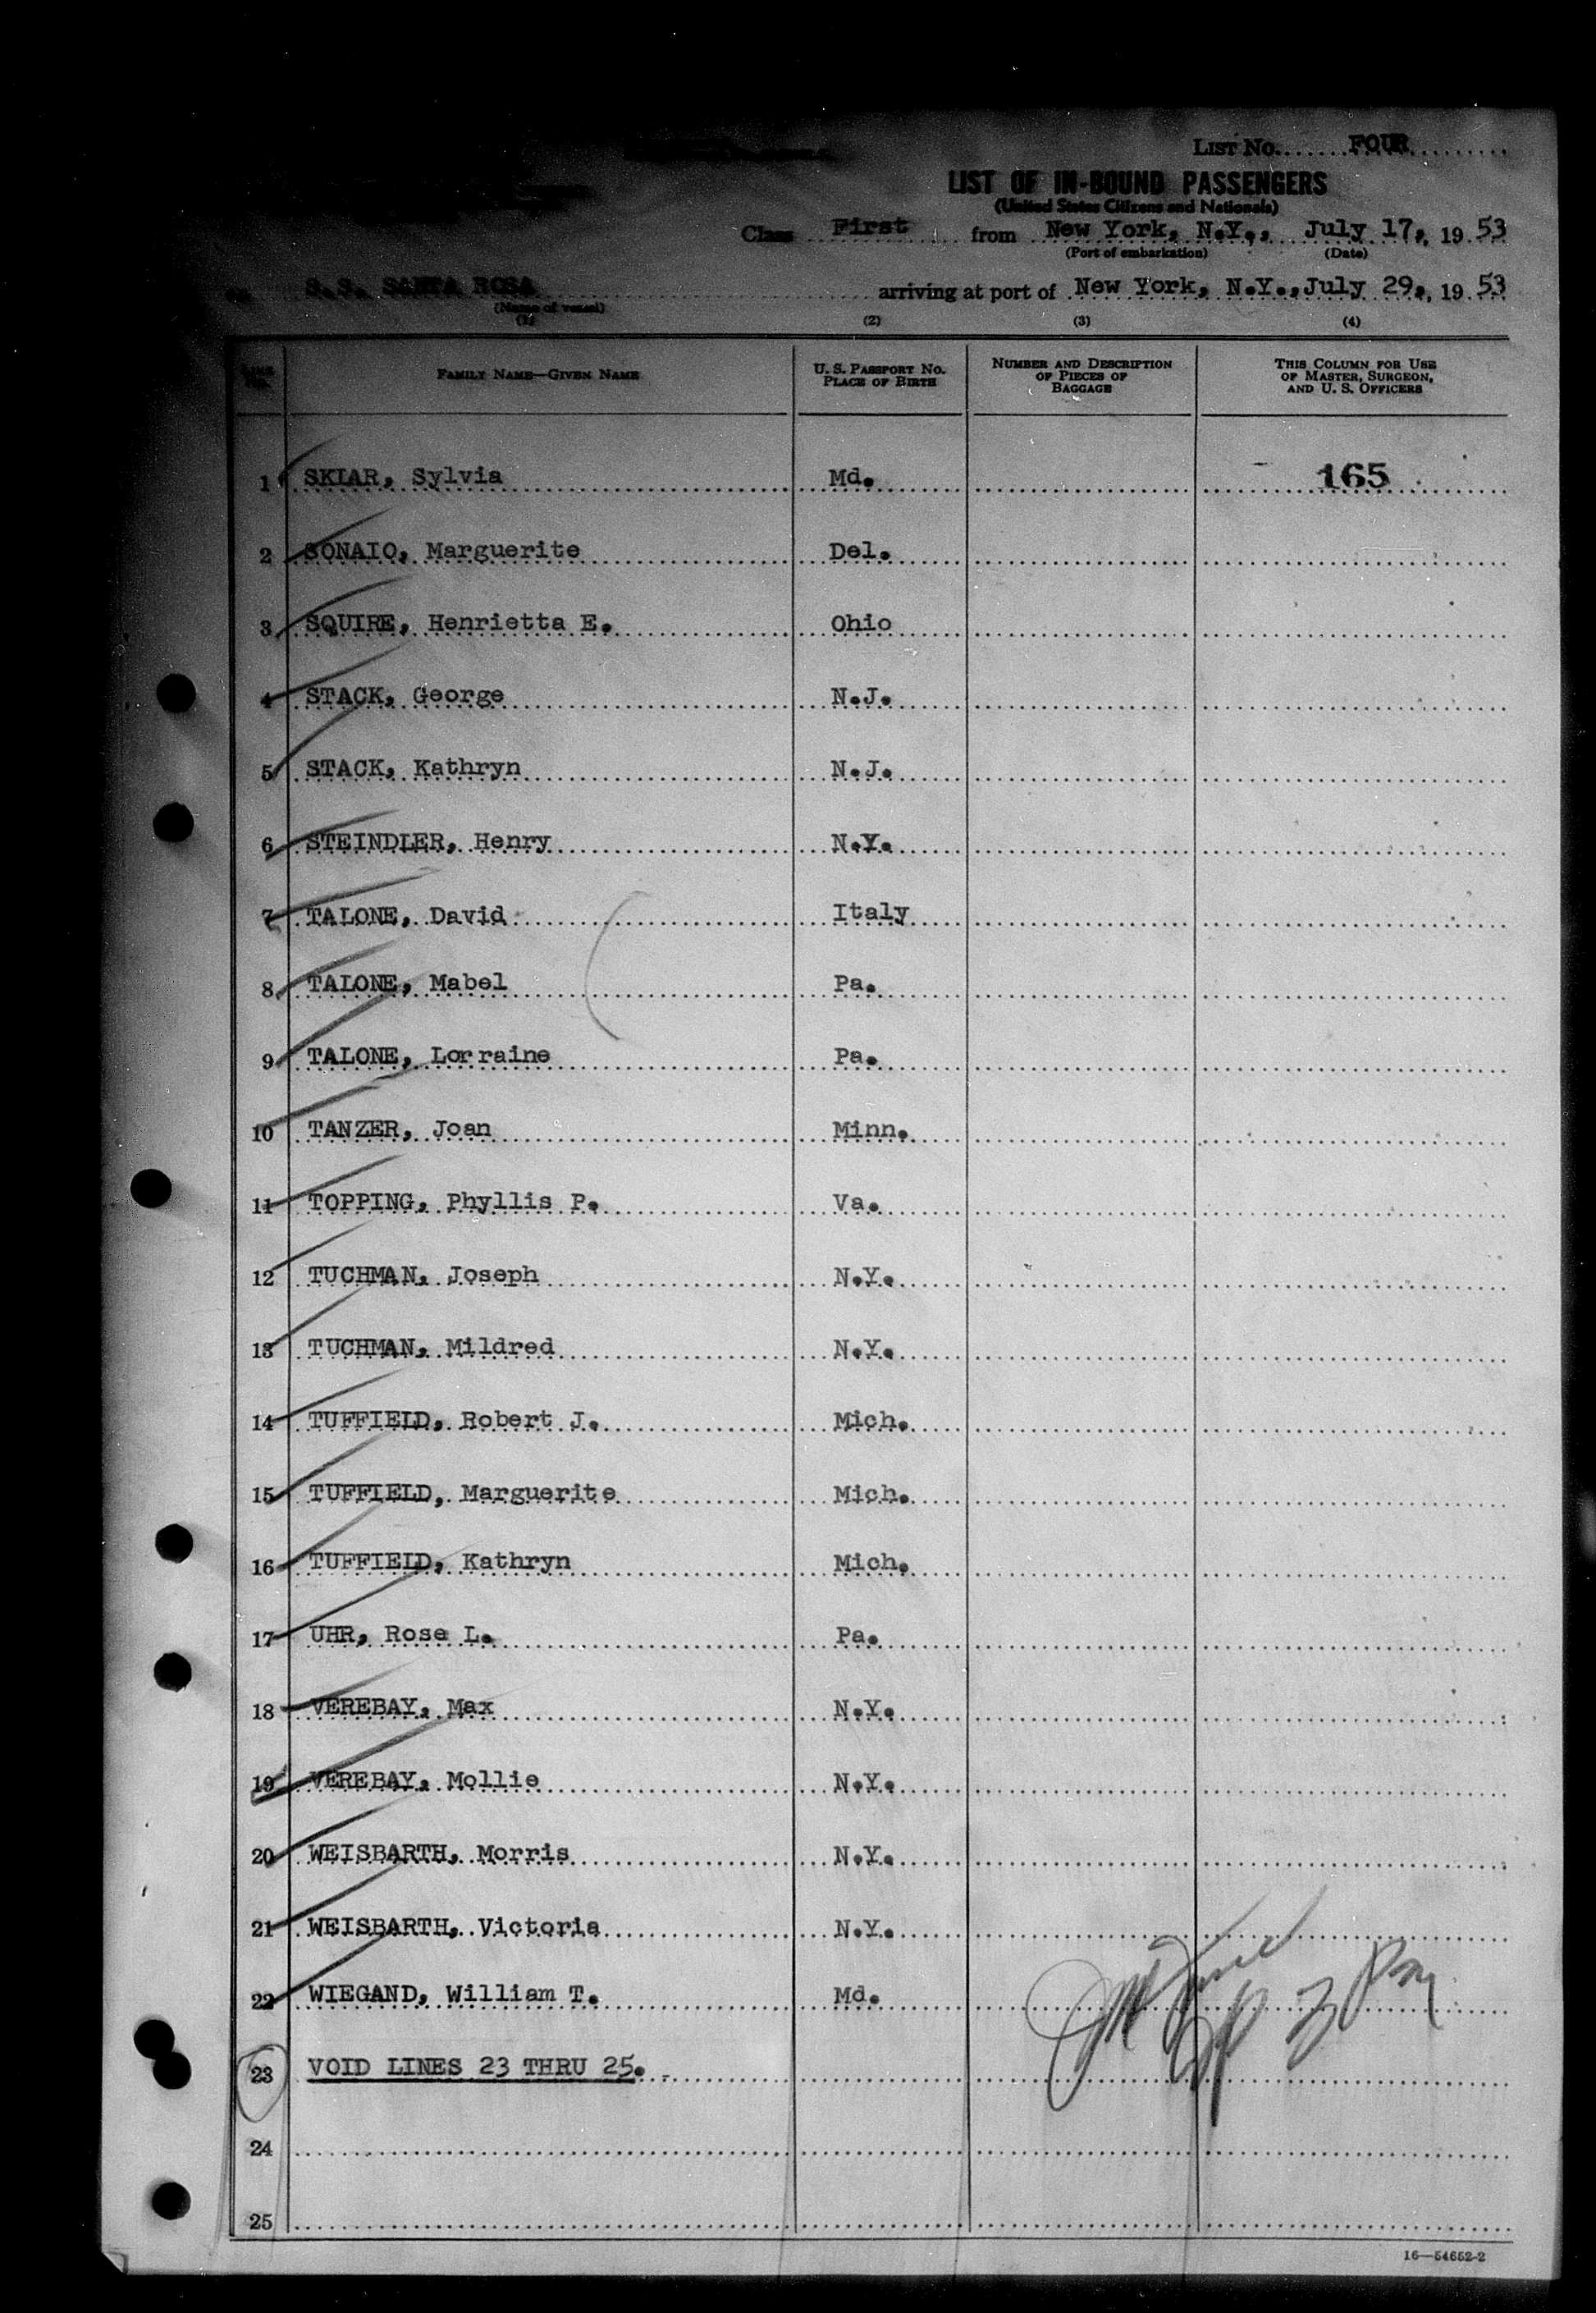 List No. FOUR
LIST OF IN-BOUND PASSENGERS
(United States Citizens and Nationals)
Class First from New York, N.Y., July 17, 19 53
(Port of embarkation) (Date)
S.S. SANTA ROSA arriving at port of New York, N.Y., July 29, 19 53
(Name of vessel)
(1) (2) (3) (4)
Line No. Family Name—Given Name U. S. Passport No. Place of Birth Number and Description of Pieces of Baggage This Column for Use of Master, Surgeon, and U. S. Officers
1 SKLAR, Sylvia Md. 165
2 SONAIO, Marguerite Del.
3 SQUIRE, Henrietta E. Ohio
4 STACK, George N.J.
5 STACK, Kathryn N.J.
6 STEINDLER, Henry N.Y.
7 TALONE, David Italy
8 TALONE, Mabel Pa.
9 TALONE, Lorraine Pa.
10 TANZER, Joan Minn.
11 TOPPING, Phyllis P. Va.
12 TUCHMAN, Joseph N.Y.
13 TUCHMAN, Mildred N.Y.
14 TUFFIELD, Robert J. Mich.
15 TUFFIELD, Marguerite Mich.
16 TUFFIELD, Kathryn Mich.
17 UHR, Rose L. Pa.
18 VEREBAY, Max N.Y.
19 VEREBAY, Mollie N.Y.
20 WEISBARTH, Morris N.Y.
21 WEISBARTH, Victoria N.Y.
22 WIEGAND, William T. Md.
23 VOID LINES 23 THRU 25.
24
25
16—54652-2